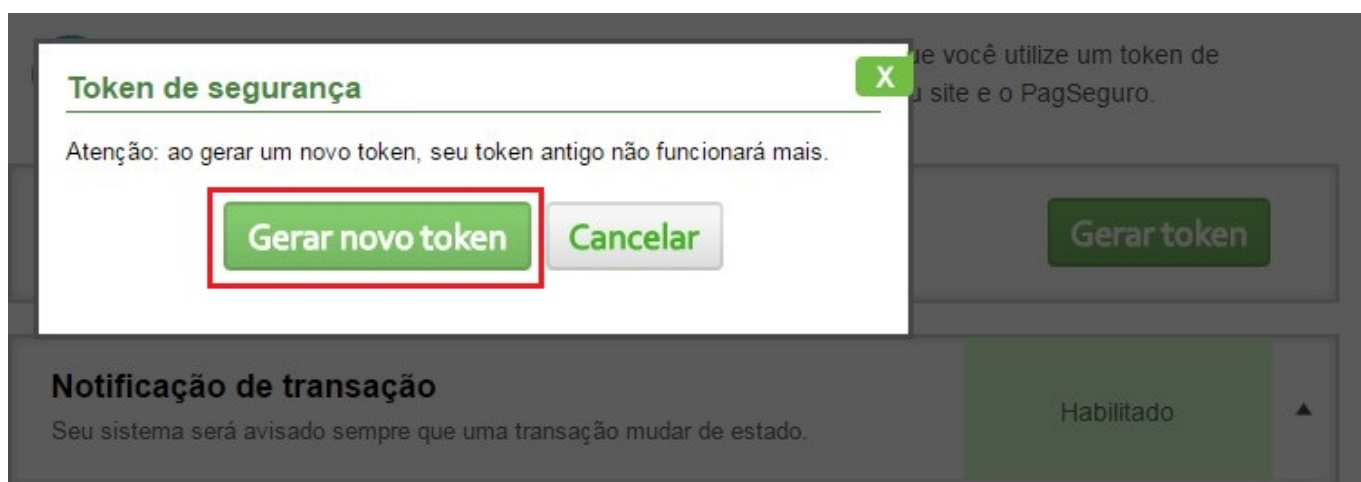 ue você utilize um token de
Token de segurança
X
u site e o PagSeguro.
Atenção: ao gerar um novo token, seu token antigo não funcionará mais.
Gerar novo token
Cancelar
Gerar token
Notificação de transação
Seu sistema será avisado sempre que uma transação mudar de estado.
Habilitado